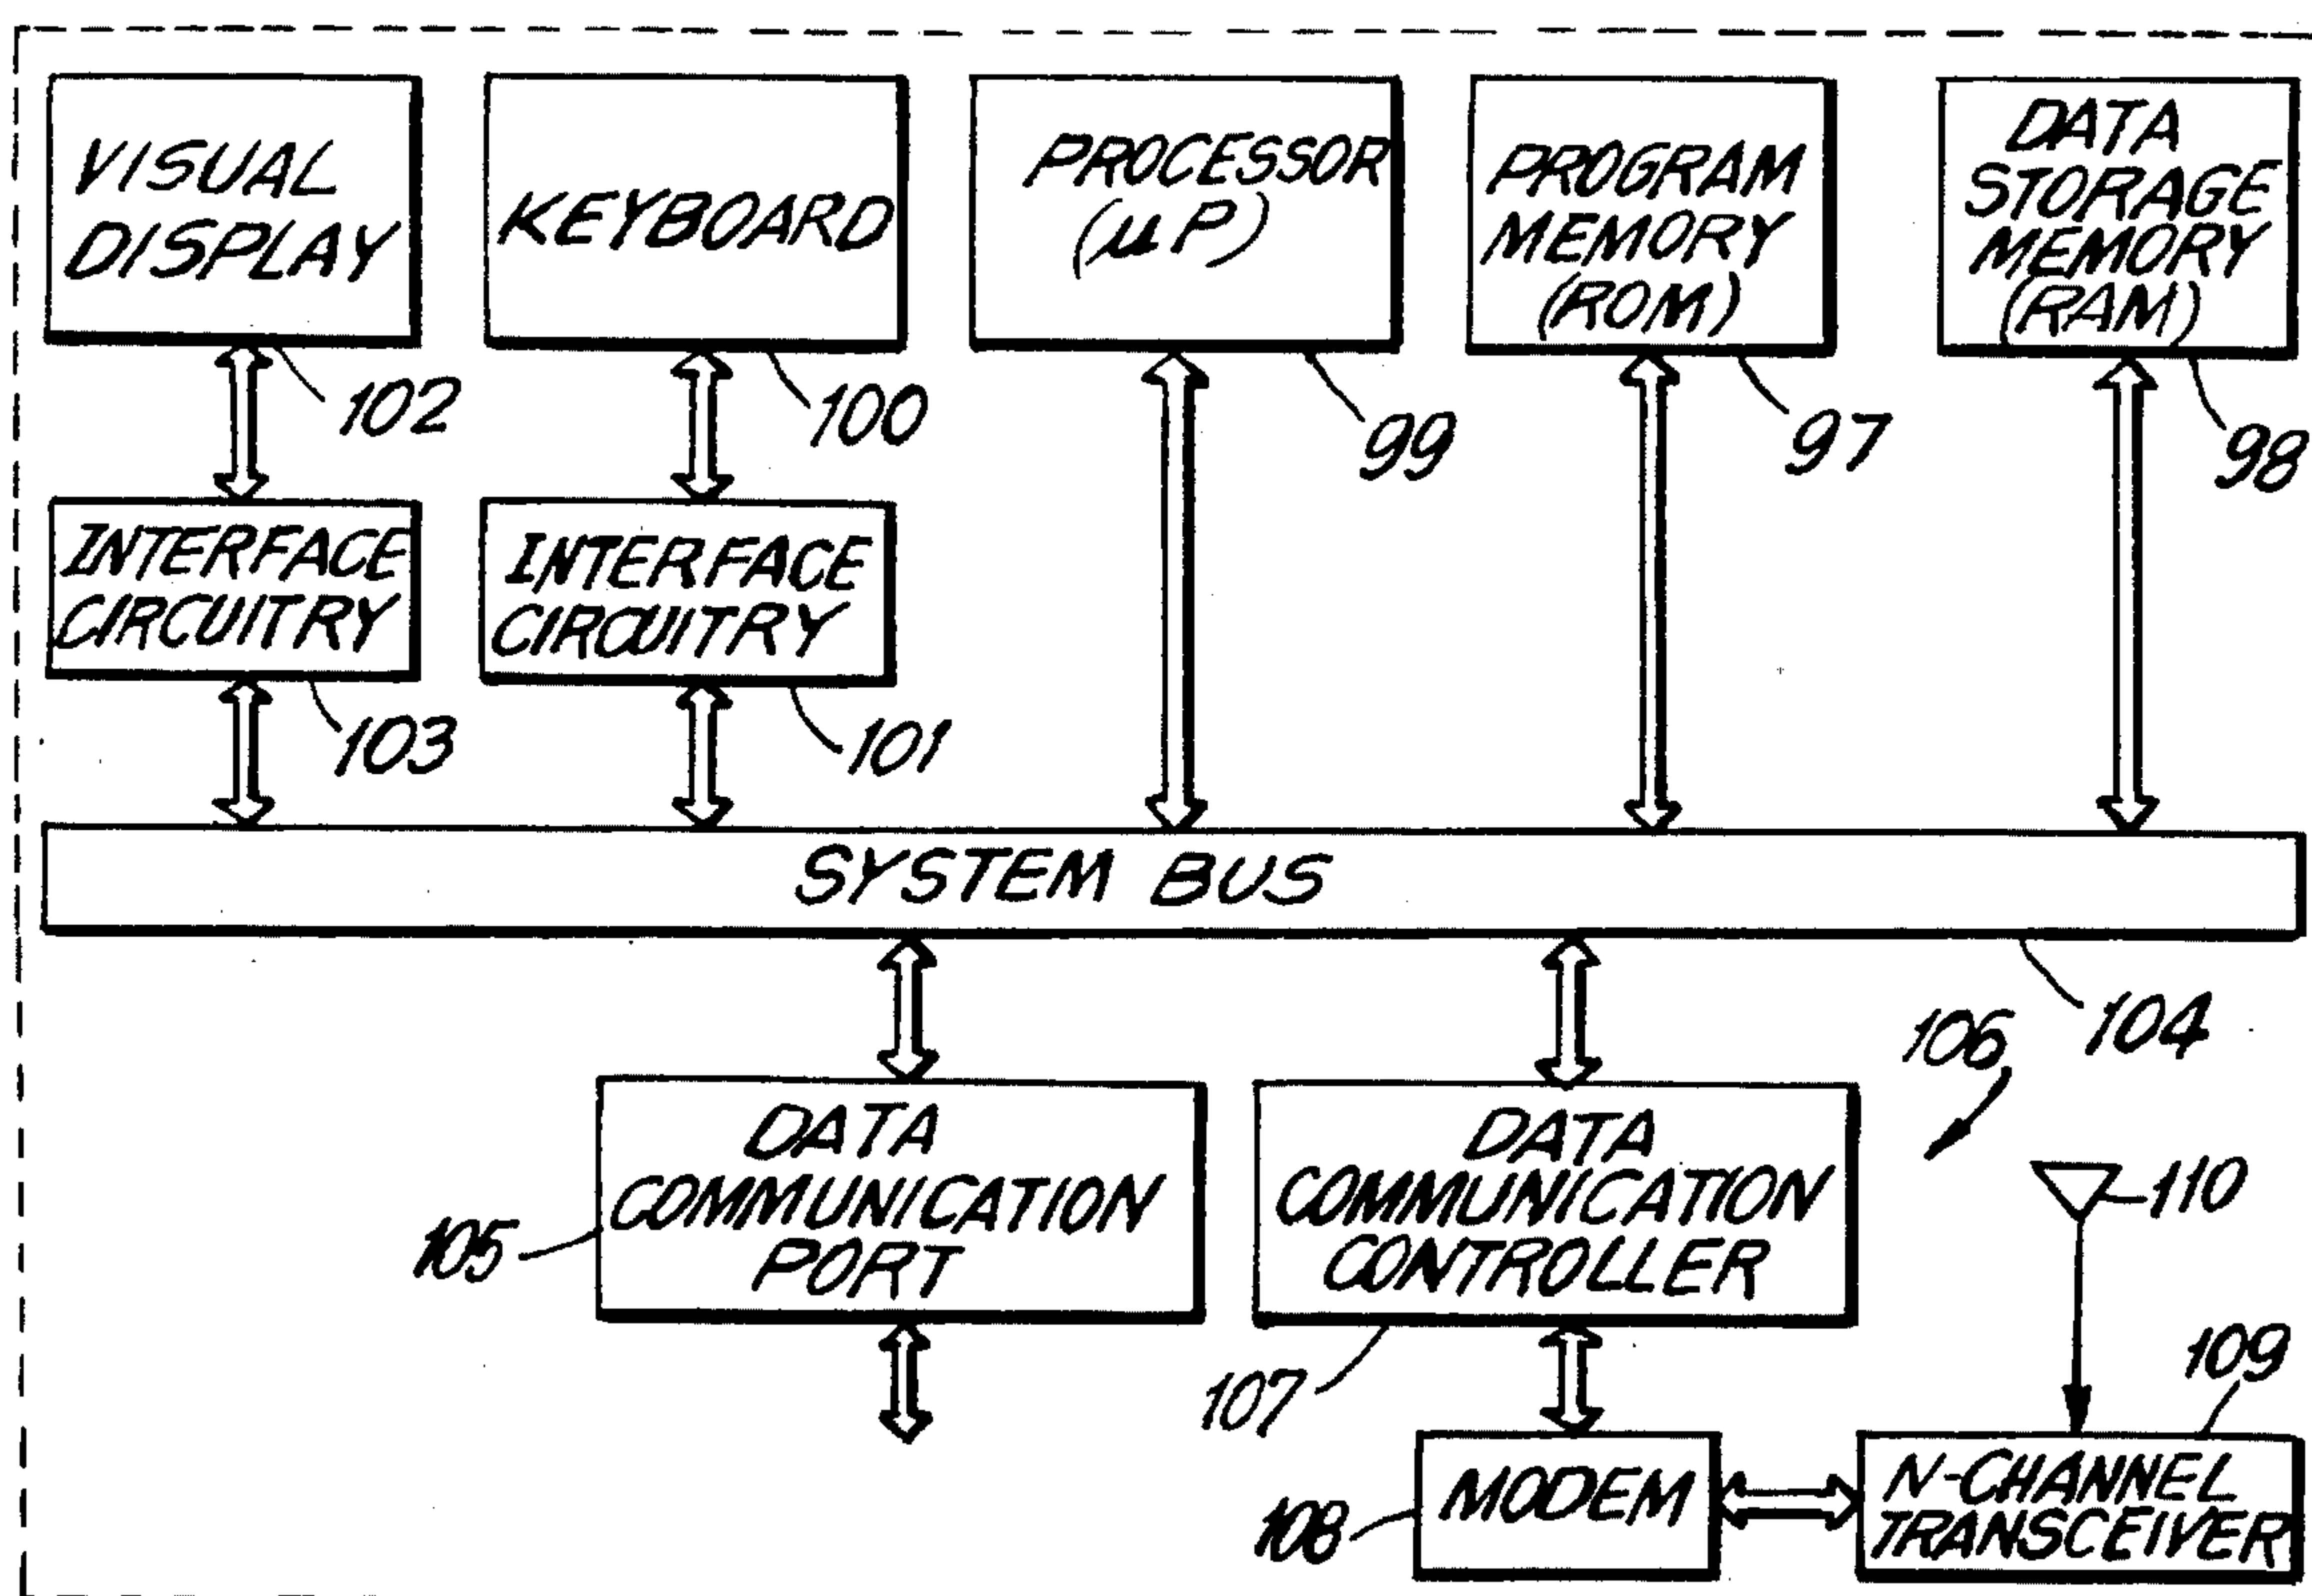 VISUAL
DISPLAY
KEYBOARD
PROCESSOR
(μP)
PROGRAM
MEMORY
(ROM)
DATA
STORAGE
MEMORY
(RAM)
102
100
99
97
98
INTERFACE
CIRCUITRY
INTERFACE
CIRCUITRY
103
101
SYSTEM BUS
104
106
DATA
COMMUNICATION
PORT
105
DATA
COMMUNICATION
CONTROLLER
107
110
109
MODEM
108
N-CHANNEL
TRANSCEIVER